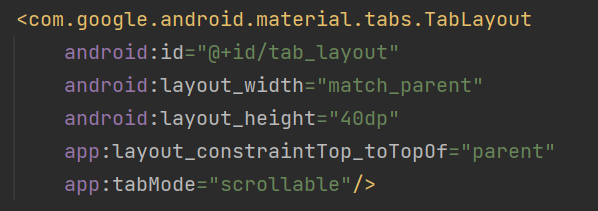 <com.google.android.material.tabs.TabLayout
android:id="@+id/tab_layout"
android:layout_width="match_parent"
android:layout_height="40dp"
app:layout_constraintTop_toTopOf="parent"
app:tabMode="scrollable"/>